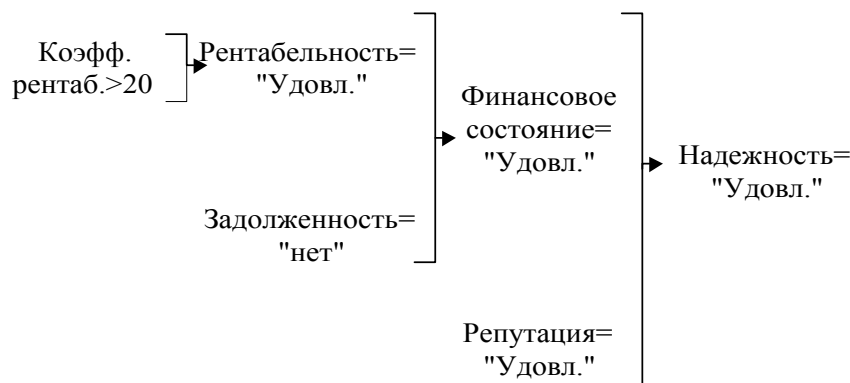 Коэфф.
рентаб.>20
Рентабельность=
"Удовл."
Задолженность=
"нет"
Финансовое
состояние=
"Удовл."
Репутация=
"Удовл."
Надежность=
"Удовл."